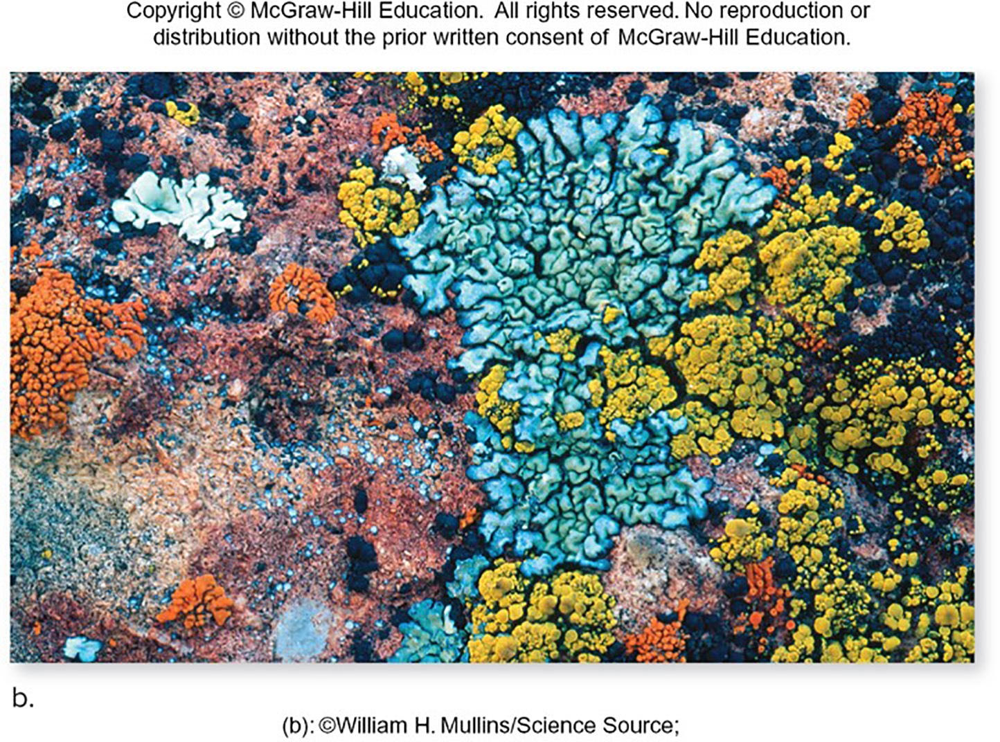 Copyright © McGraw-Hill Education. All rights reserved. No reproduction or
distribution without the prior written consent of McGraw-Hill Education.
b.
(b): ©William H. Mullins/Science Source;